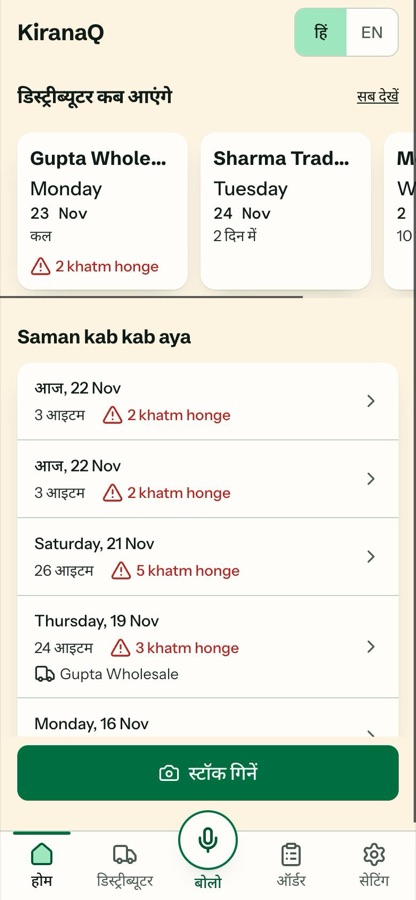 KiranaQ
हिं
EN
डिस्ट्रीब्यूटर कब आएंगे
सब देखें
Gupta Whole...
Monday
23 Nov
कल
2 khatm honge
Sharma Trad...
Tuesday
24 Nov
2 दिन में
Saman kab kab aya
आज, 22 Nov
3 आइटम 2 khatm honge
आज, 22 Nov
3 आइटम 2 khatm honge
Saturday, 21 Nov
26 आइटम 5 khatm honge
Thursday, 19 Nov
24 आइटम 3 khatm honge
Gupta Wholesale
Monday, 16 Nov
स्टॉक गिनें
होम
डिस्ट्रीब्यूटर
बोलो
ऑर्डर
सेटिंग